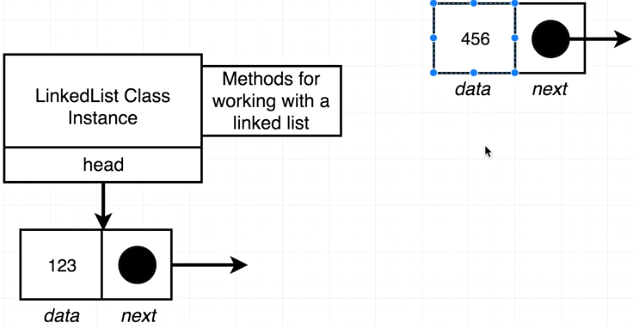 456
data next
LinkedList Class
Instance
Methods for
working with a
linked list
head
123
data next